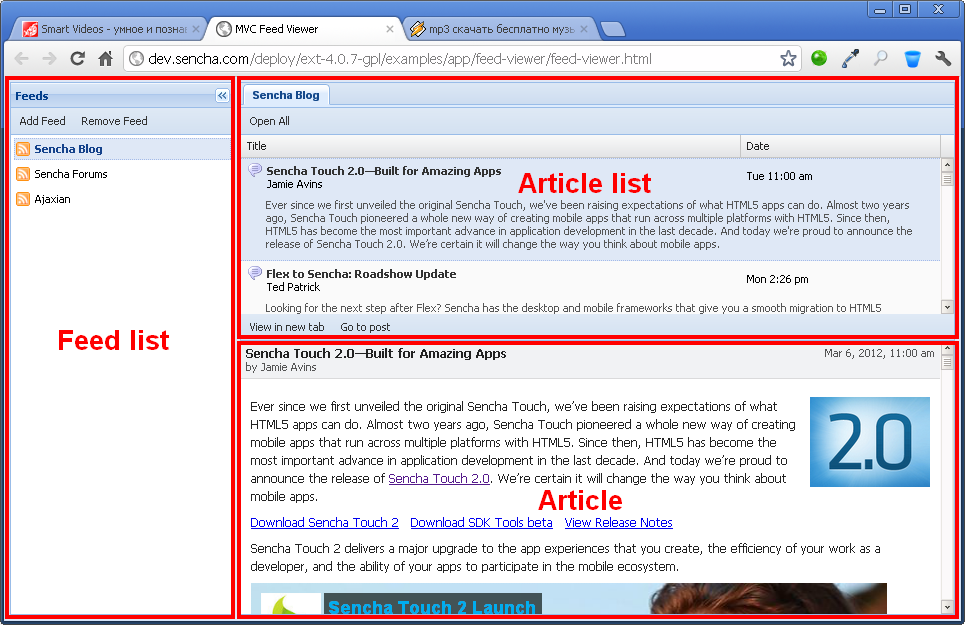 Smart Videos - умное и позна
MVC Feed Viewer
mp3 скачать бесплатно музы
dev.sencha.com/deploy/ext-4.0.7-gpl/examples/app/feed-viewer/feed-viewer.html
Feeds
Add Feed Remove Feed
Sencha Blog
Sencha Forums
Ajaxian
Feed list
Sencha Blog
Open All
Title Date
Sencha Touch 2.0—Built for Amazing Apps
Jamie Avins
Tue 11:00 am
Article list
Ever since we first unveiled the original Sencha Touch, we've been raising expectations of what HTML5 apps can do. Almost two years
ago, Sencha Touch pioneered a whole new way of creating mobile apps that run across multiple platforms with HTML5. Since then,
HTML5 has become the most important advance in application development in the last decade. And today we're proud to announce the
release of Sencha Touch 2.0. We're certain it will change the way you think about mobile apps.
Flex to Sencha: Roadshow Update
Ted Patrick
Mon 2:26 pm
Looking for the next step after Flex? Sencha has the desktop and mobile frameworks that give you a smooth migration to HTML5
View in new tab Go to post
Sencha Touch 2.0—Built for Amazing Apps
Mar 6, 2012, 11:00 am
by Jamie Avins
Ever since we first unveiled the original Sencha Touch, we've been raising expectations of what
HTML5 apps can do. Almost two years ago, Sencha Touch pioneered a whole new way of creating
mobile apps that run across multiple platforms with HTML5. Since then, HTML5 has become the
most important advance in application development in the last decade. And today we're proud to
announce the release of Sencha Touch 2.0. We're certain it will change the way you think about
mobile apps.
2.0
Article
Download Sencha Touch 2 Download SDK Tools beta View Release Notes
Sencha Touch 2 delivers a major upgrade to the app experiences that you create, the efficiency of your work as a
developer, and the ability of your apps to participate in the mobile ecosystem.
Sencha Touch 2 Launch